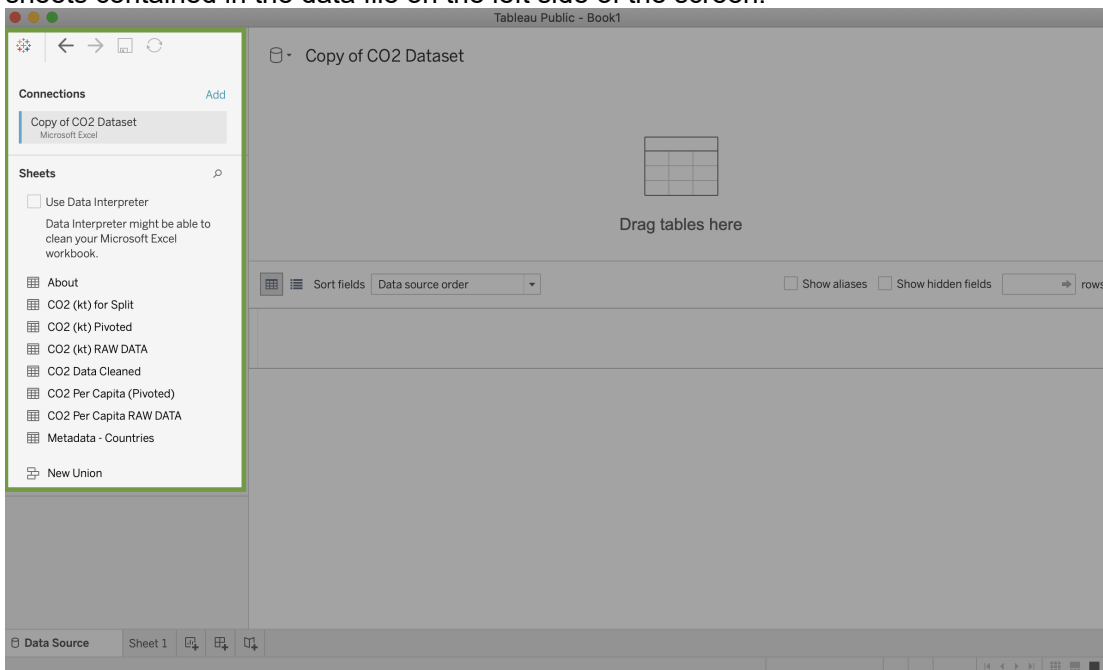 sheets contained in the data file on the left side of the screen.
Tableau Public - Book1
Connections
Add
Copy of CO2 Dataset
Microsoft Excel
Sheets
Use Data Interpreter
Data Interpreter might be able to
clean your Microsoft Excel
workbook.
About
CO2 (kt) for Split
CO2 (kt) Pivoted
CO2 (kt) RAW DATA
CO2 Data Cleaned
CO2 Per Capita (Pivoted)
CO2 Per Capita RAW DATA
Metadata - Countries
New Union
Copy of CO2 Dataset
Drag tables here
Sort fields Data source order Show aliases Show hidden fields rows
Data Source Sheet 1